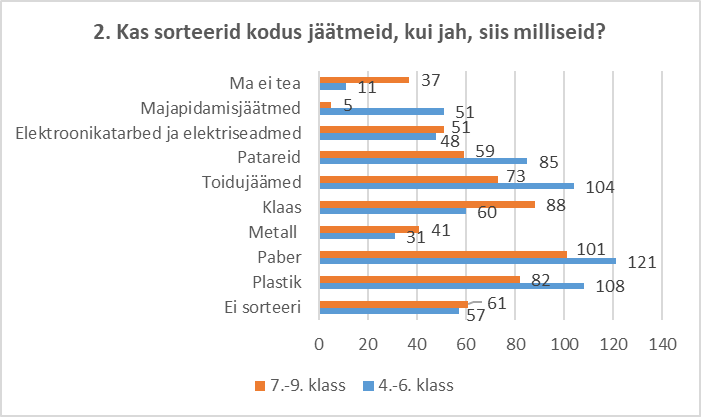 2. Kas sorteerid kodus jäätmeid, kui jah, siis milliseid?
Ma ei tea
37
11
Majapidamisjäätmed
5
51
Elektroonikatarbed ja elektriseadmed
51
48
Patareid
59
85
Toidujäämed
73
104
Klaas
88
60
Metall
41
31
Paber
101
121
Plastik
82
108
Ei sorteeri
61
57
0 20 40 60 80 100 120 140
7.-9. klass 4.-6. klass